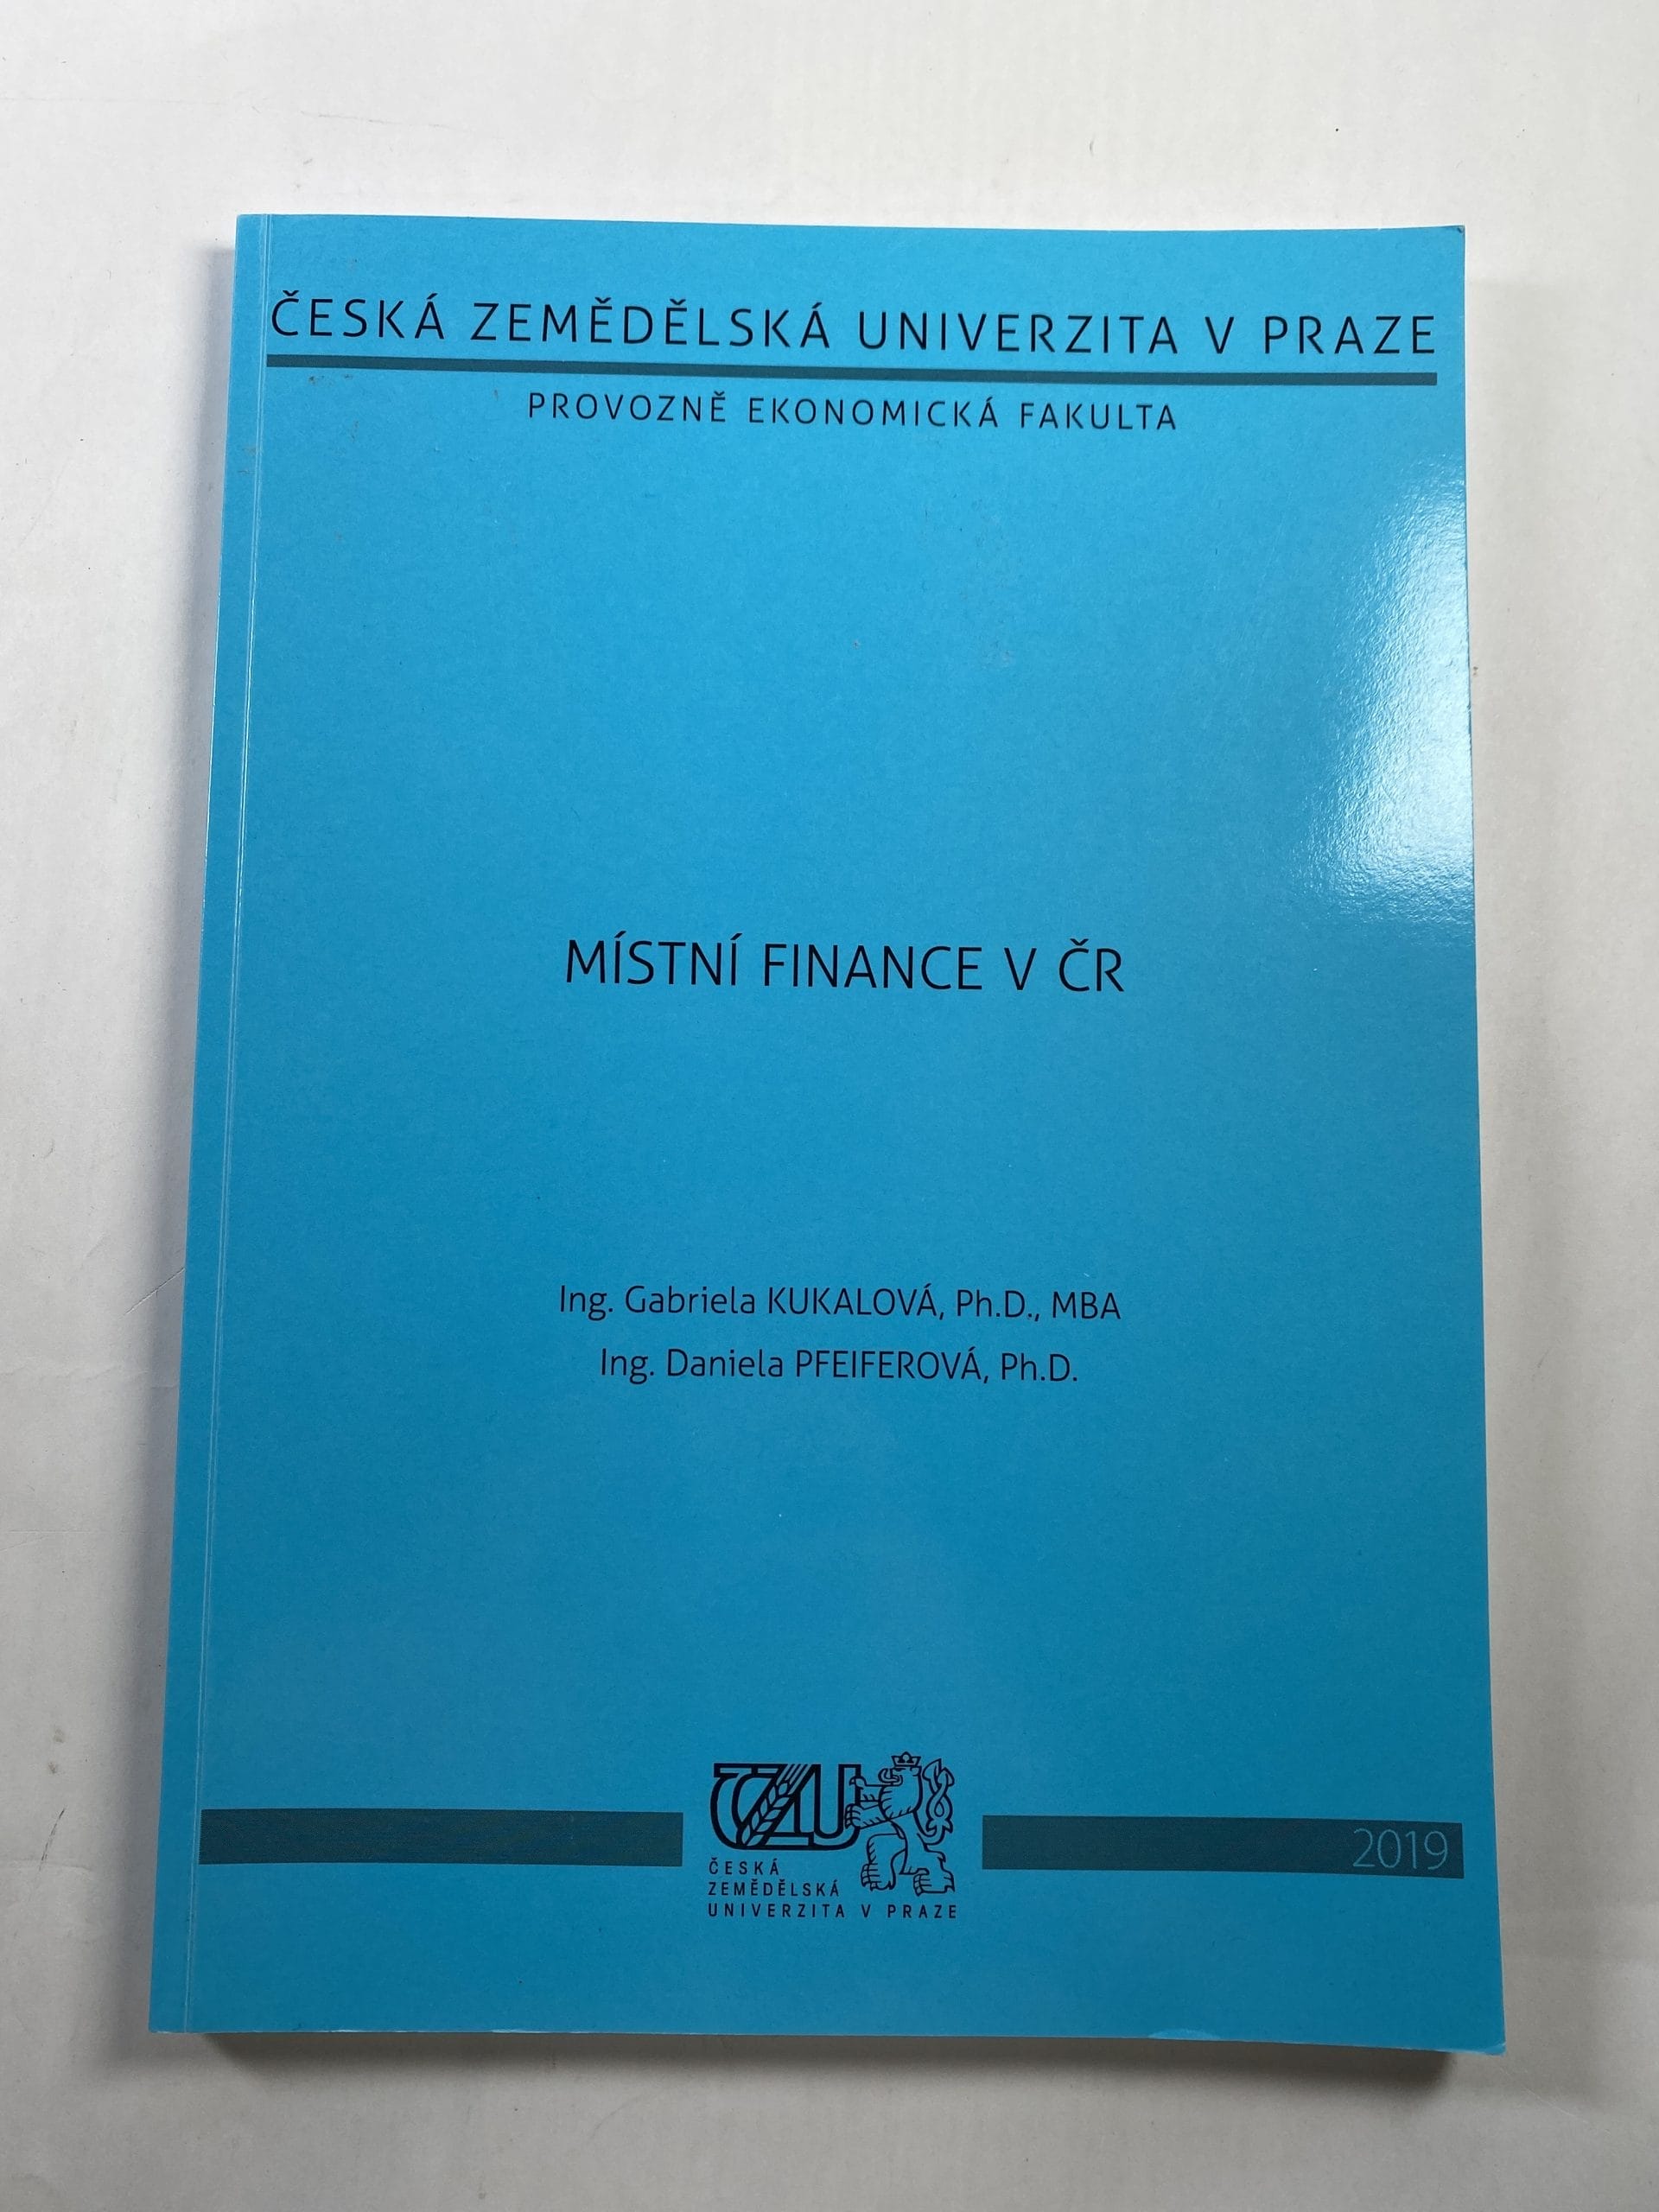 ČESKÁ ZEMĚDĚLSKÁ UNIVERZITA V PRAZE
PROVOZNĚ EKONOMICKÁ FAKULTA
MÍSTNÍ FINANCE V ČR
Ing. Gabriela KUKALOVÁ, Ph.D., MBA
Ing. Daniela PFEIFEROVÁ, Ph.D.
ČZU
ČESKÁ
ZEMĚDĚLSKÁ
UNIVERZITA V PRAZE
2019